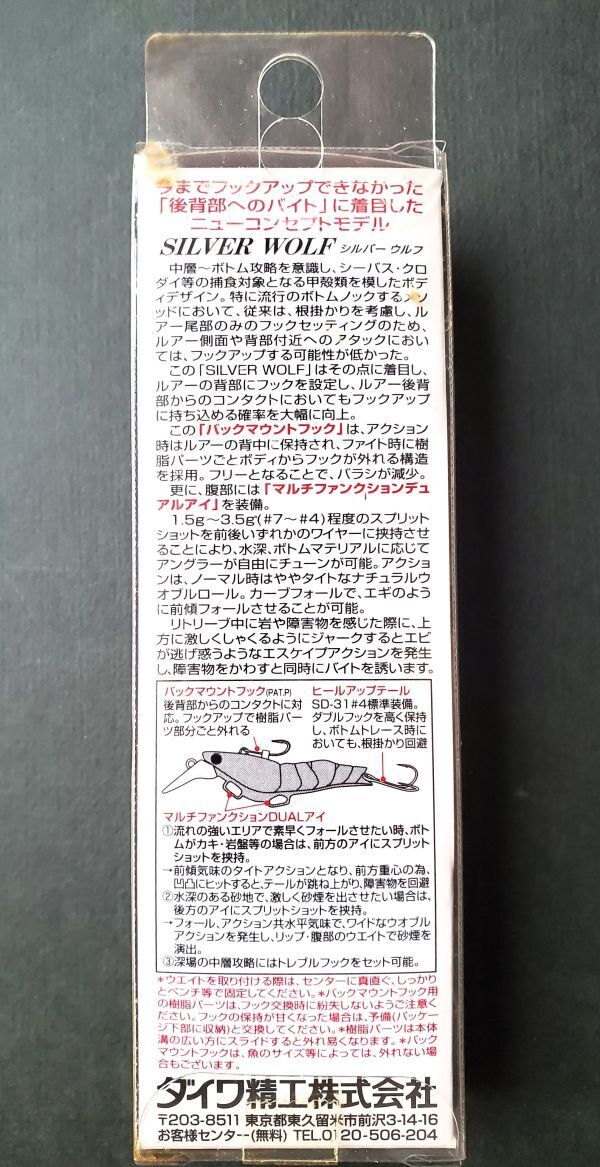 今までフックアップできなかった
「後背部へのバイト」に着目した
ニューコンセプトモデル
SILVER WOLF シルバー ウルフ
中層～ボトム攻略を意識し、シーバス・クロ
ダイ等の捕食対象となる甲殻類を模したボデ
ィデザイン。特に流行のボトムノックするメソ
ッドにおいて、従来は、根掛かりを考慮し、ル
アー尾部のみのフックセッティングのため、
ルアー側面や背部付近へのアタックにおい
ては、フックアップする可能性が低かった。
この「SILVER WOLF」はその点に着目し、
ルアーの背部にフックを設定し、ルアー後背
部からのコンタクトにおいてもフックアップ
に持ち込める確率を大幅に向上。
この「バックマウントフック」は、アクション
時はルアーの背中に保持され、ファイト時に樹
脂パーツごとボディからフックが外れる構造
を採用。フリーとなることで、バラシが減少。
更に、腹部には「マルチファンクションデュ
アルアイ」を装備。
1.5g～3.5g(#7～#4)程度のスプリット
ショットを前後いずれかのワイヤーに挟持させ
ることにより、水深、ボトムマテリアルに応じて
アングラーが自由にチューンが可能。アクショ
ンは、ノーマル時はややタイトなナチュラルウ
オブルロール。カーブフォールで、エギのよう
に前傾フォールさせることが可能。
リトリーブ中に岩や障害物を感じた際に、上
方に激しくしゃくるようにジャークするとエビ
が逃げ惑うようなエスケイプアクションを発生
し、障害物をかわすと同時にバイトを誘います。
バックマウントフック(PAT.P)
後背部からのコンタクトに対
応。フックアップで樹脂パー
ツ部分ごと外れる
ヒールアップテール
SD-31#4標準装備。
ダブルフックを高く保持
し、ボトムトレース時に
おいても、根掛かり回避
マルチファンクションDUALアイ
①流れの強いエリアで素早くフォールさせたい時、ボト
ムがカキ・岩盤等の場合は、前方のアイにスプリット
ショットを挟持。
→前傾気味のタイトアクションとなり、前方重心の為、
凹凸にヒットすると、テールが跳ね上がり、障害物を回避
②水深のある砂地で、激しく砂煙を出させたい場合は、
後方のアイにスプリットショットを挟持。
→フォール、アクション共水平気味で、ワイドなウオブル
アクションを発生し、リップ・腹部のウエイトで砂煙を
演出。
③深場の中層攻略にはトレブルフックをセット可能。
*ウエイトを取り付ける際は、センターに真直ぐ、しっかり
とペンチ等で固定してください。*バックマウントフック用
の樹脂パーツは、フック交換時に紛失しないようご注意く
ださい。フックの保持が甘くなった場合は、予備(パッケー
ジ下部に収納)と交換してください。*樹脂パーツは本体
溝の広い方にスライドすると外れ易くなります。*バック
マウントフックは、魚のサイズ等によっては、外れない場
合もございます。
ダイワ精工株式会社
〒203-8511 東京都東久留米市前沢3-14-16
お客様センター(無料) TEL.0120-506-204